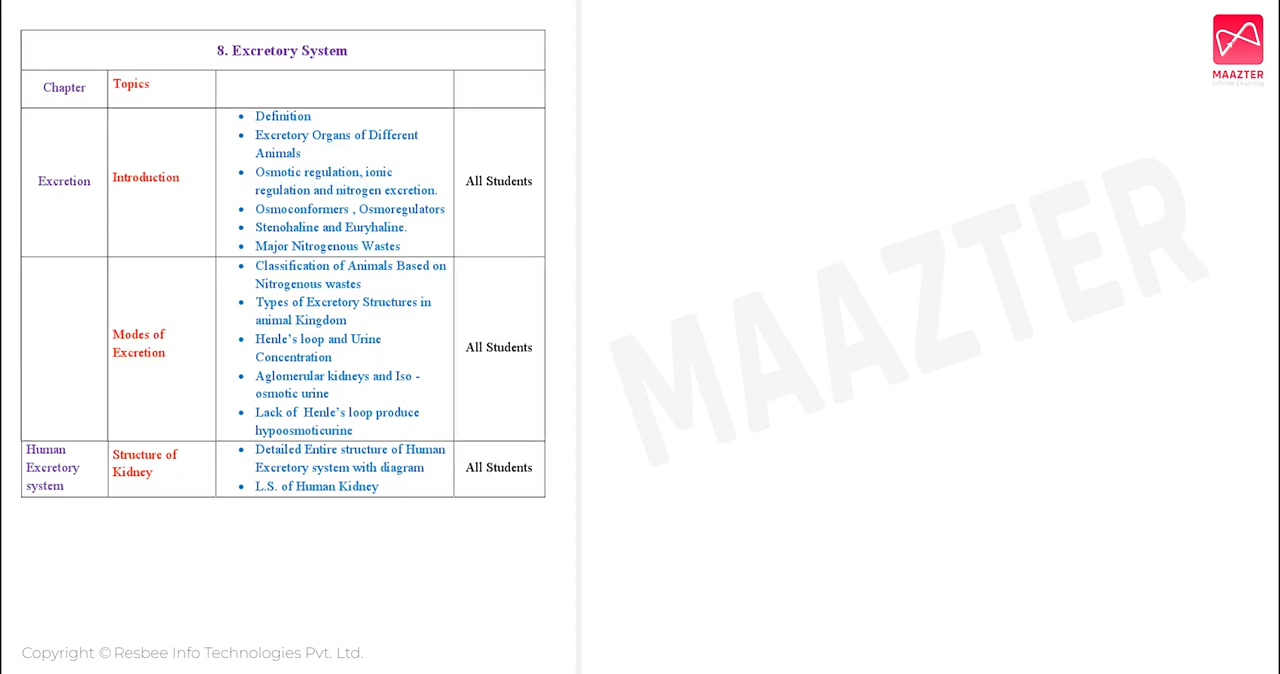 8. Excretory System
Chapter
Topics
Excretion
Introduction
• Definition
• Excretory Organs of Different
Animals
• Osmotic regulation, ionic
regulation and nitrogen excretion.
• Osmoconformers , Osmoregulators
• Stenohaline and Euryhaline.
• Major Nitrogenous Wastes
All Students
Modes of
Excretion
• Classification of Animals Based on
Nitrogenous wastes
• Types of Excretory Structures in
animal Kingdom
• Henle's loop and Urine
Concentration
• Aglomerular kidneys and Iso -
osmotic urine
• Lack of Henle's loop produce
hypoosmoticurine
All Students
Human
Excretory
system
Structure of
Kidney
• Detailed Entire structure of Human
Excretory system with diagram
• L.S. of Human Kidney
All Students
Copyright © Resbee Info Technologies Pvt. Ltd.
MAAZTER
Infinite Learning
MAAZTER